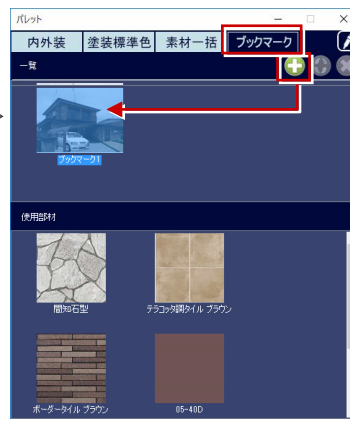 パレット
内外装 塗装標準色 素材一括 ブックマーク
一覧
ブックマーク1
使用部材
間知石型 テラコッタ調タイル ブラウン
ボーダータイル ブラウン 05-40D